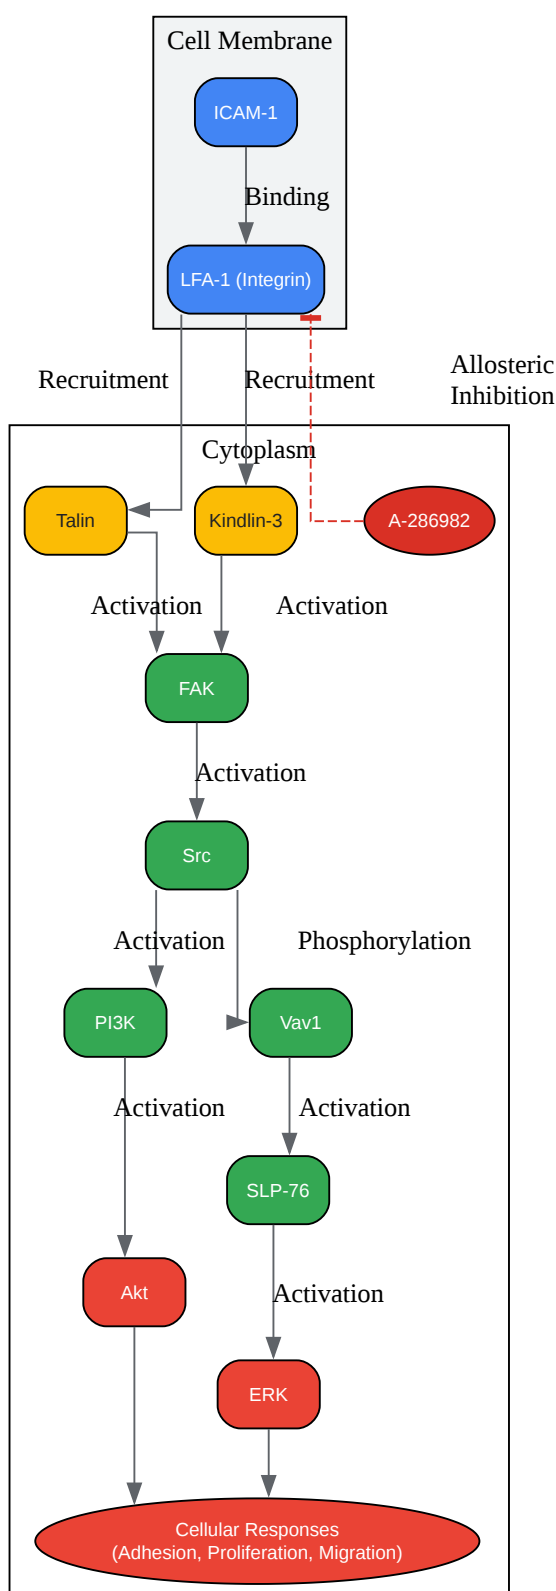 Cell Membrane
ICAM-1
Binding
LFA-1 (Integrin)
Recruitment
Recruitment
Allosteric
Inhibition
Cytoplasm
Talin
Kindlin-3
A-286982
Activation
Activation
FAK
Activation
Src
Activation
Phosphorylation
PI3K
Vav1
Activation
Activation
SLP-76
Akt
Activation
ERK
Cellular Responses
(Adhesion, Proliferation, Migration)